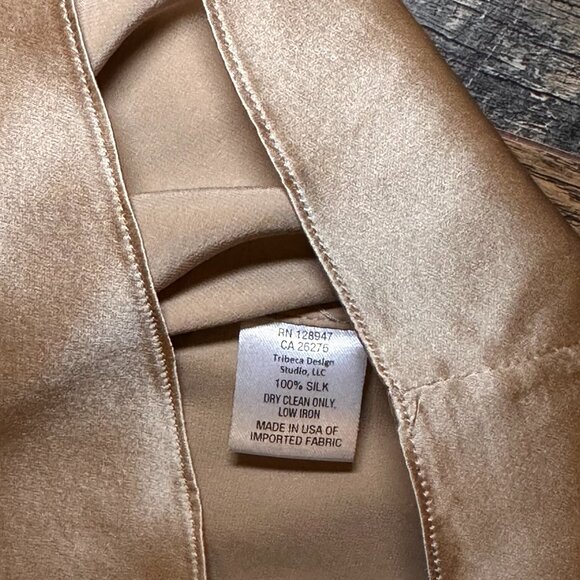 RN 128947
CA 26276
Tribeca Design
Studio, LLC
100% SILK
DRY CLEAN ONLY,
LOW IRON
MADE IN USA OF
IMPORTED FABRIC